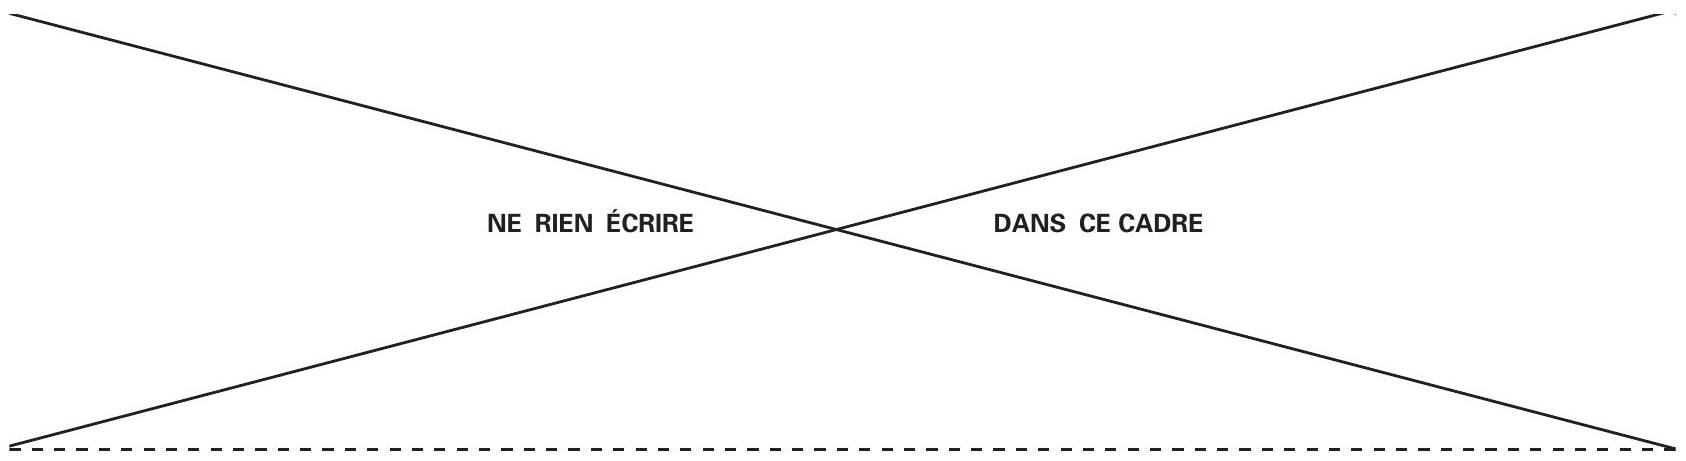 NE RIEN ÉCRIRE DANS CE CADRE